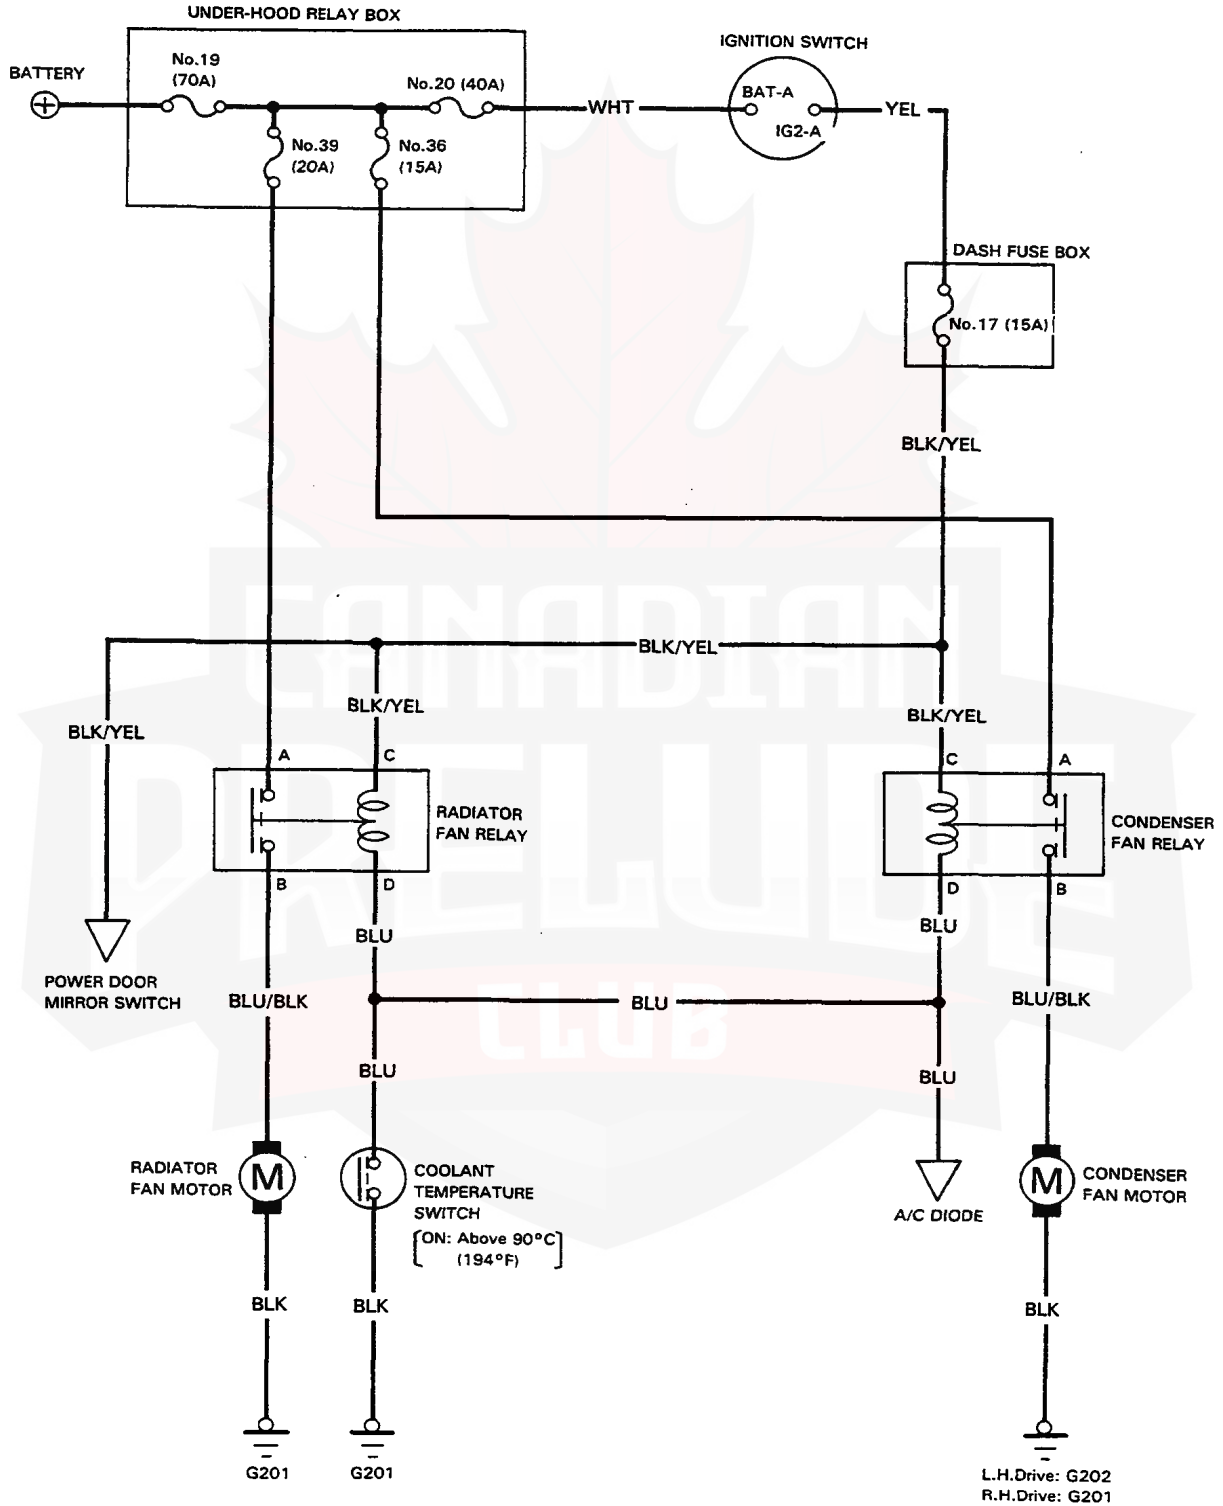 UNDER-HOOD RELAY BOX
BATTERY
No.19
(70A)
No.20 (40A)
No.39
(20A)
No.36
(15A)
WHT
IGNITION SWITCH
BAT-A
IG2-A
YEL
DASH FUSE BOX
No.17 (15A)
BLK/YEL
BLK/YEL
BLK/YEL
BLK/YEL
BLK/YEL
CANADIAN
PRELUDE
CLUB
A
C
RADIATOR
FAN RELAY
B
D
C
A
CONDENSER
FAN RELAY
D
B
POWER DOOR
MIRROR SWITCH
BLU
BLU
BLU/BLK
BLU
BLU/BLK
BLU
BLU
RADIATOR
FAN MOTOR
M
COOLANT
TEMPERATURE
SWITCH
[ON: Above 90°C
(194°F)]
A/C DIODE
M
CONDENSER
FAN MOTOR
BLK
BLK
BLK
G201
G201
L.H.Drive: G202
R.H.Drive: G201